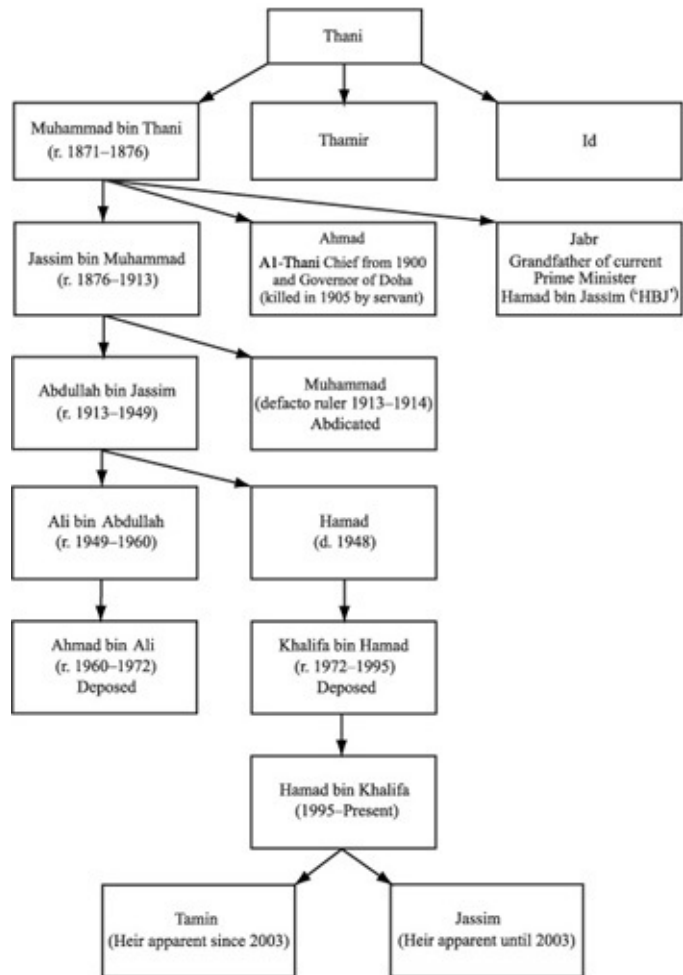 Thani
Muhammad bin Thani
(r. 1871–1876)
Thamir
Id
Jassim bin Muhammad
(r. 1876–1913)
Ahmad
A1-Thani Chief from 1900
and Governor of Doha
(killed in 1905 by servant)
Jabr
Grandfather of current
Prime Minister
Hamad bin Jassim (‘HBJ’)
Abdullah bin Jassim
(r. 1913–1949)
Muhammad
(defacto ruler 1913–1914)
Abdicated
Ali bin Abdullah
(r. 1949–1960)
Hamad
(d. 1948)
Ahmad bin Ali
(r. 1960–1972)
Deposed
Khalifa bin Hamad
(r. 1972–1995)
Deposed
Hamad bin Khalifa
(1995–Present)
Tamin
(Heir apparent since 2003)
Jassim
(Heir apparent until 2003)